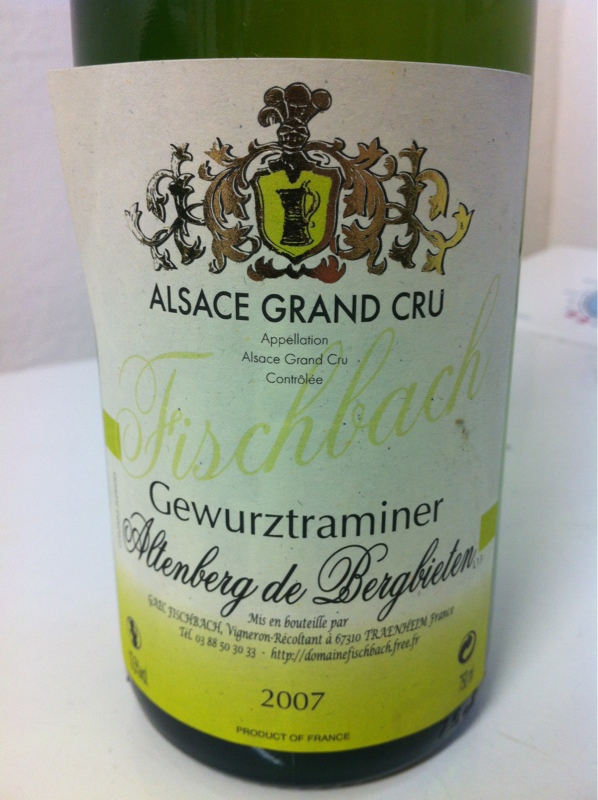 ALSACE GRAND CRU
Appellation
Alsace Grand Cru
Contrôlée
Fischbach
Gewurztraminer
Altenberg de Bergbieten
Mis en bouteille par
FISCHBACH, Vigneron-Récoltant à 67310 TRAENHEIM France
Tél. 03 88 50 30 33 - http://domainefischbach.free.fr
2007
PRODUCT OF FRANCE